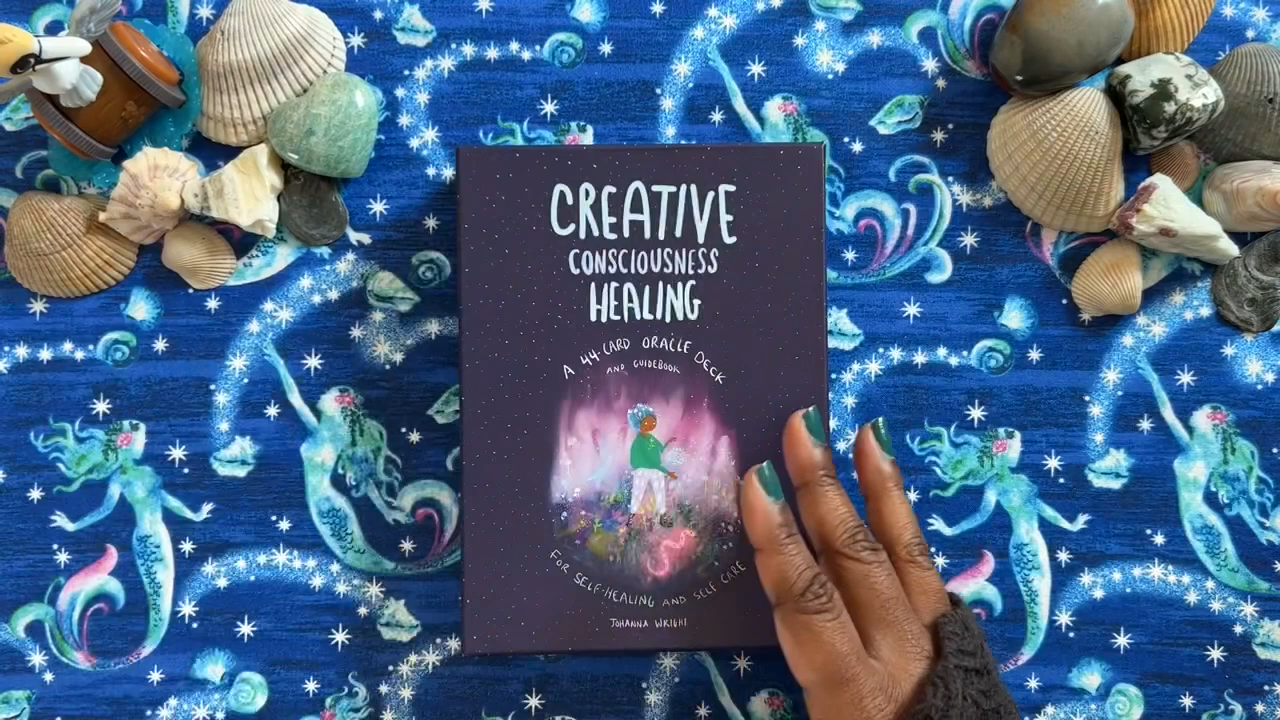 CREATIVE
CONSCIOUSNESS
HEALING
A 44-CARD ORACLE DECK
AND GUIDEBOOK
FOR SELF-HEALING AND SELF CARE
JOHANNA WRIGHT